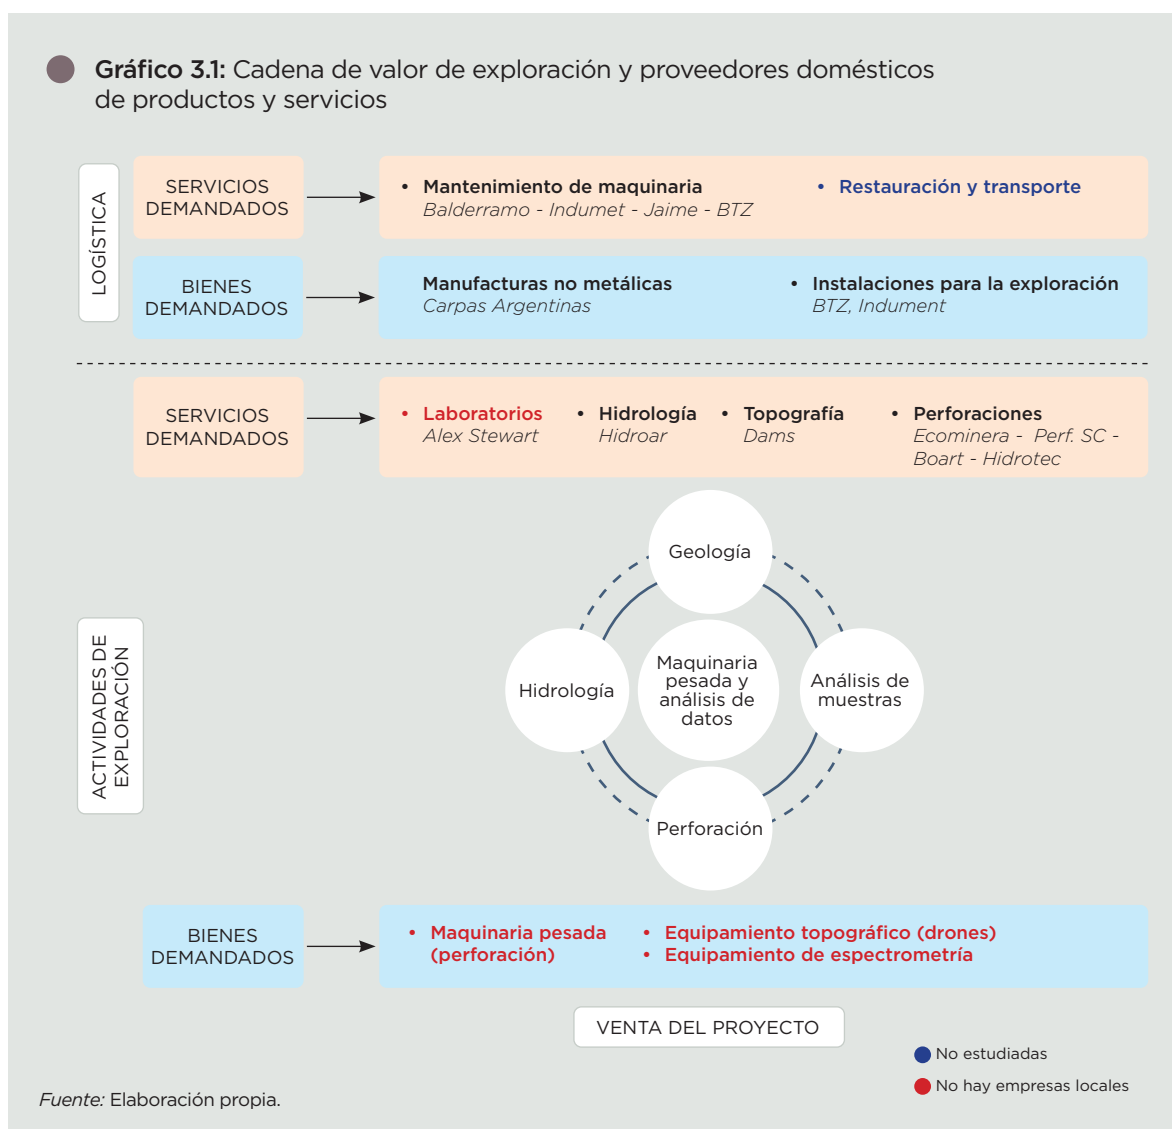 Gráfico 3.1: Cadena de valor de exploración y proveedores domésticos
de productos y servicios
LOGÍSTICA
SERVICIOS
DEMANDADOS
• Mantenimiento de maquinaria
Balderramo - Indumet - Jaime - BTZ
• Restauración y transporte
BIENES
DEMANDADOS
Manufacturas no metálicas
Carpas Argentinas
• Instalaciones para la exploración
BTZ, Indument
SERVICIOS
DEMANDADOS
• Laboratorios
Alex Stewart
• Hidrología
Hidroar
• Topografía
Dams
• Perforaciones
Ecominera - Perf. SC -
Boart - Hidrotec
ACTIVIDADES DE
EXPLORACIÓN
Geología
Hidrología
Maquinaria
pesada y
análisis de
datos
Análisis de
muestras
Perforación
BIENES
DEMANDADOS
• Maquinaria pesada
(perforación)
• Equipamiento topográfico (drones)
• Equipamiento de espectrometría
VENTA DEL PROYECTO
No estudiadas
No hay empresas locales
Fuente: Elaboración propia.